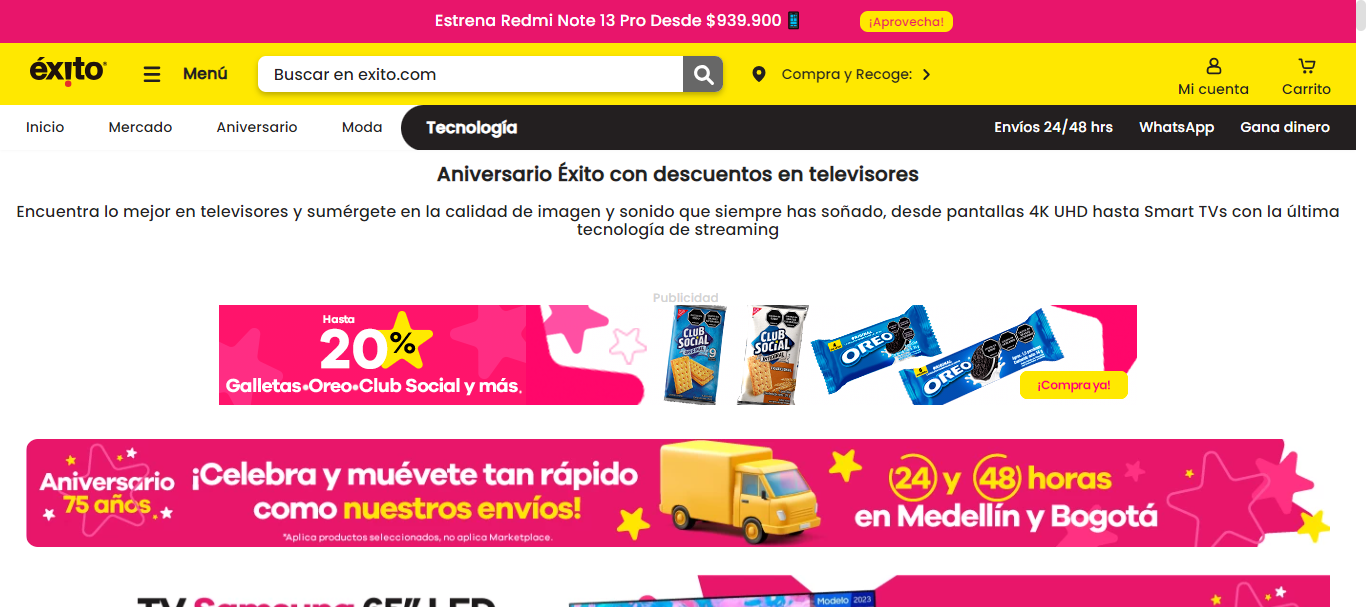 Estrena Redmi Note 13 Pro Desde $939.900
¡Aprovecha!
éxito
Menú
Buscar en exito.com
Compra y Recoge:
Mi cuenta
Carrito
Inicio
Mercado
Aniversario
Moda
Tecnología
Envíos 24/48 hrs
WhatsApp
Gana dinero
Aniversario Éxito con descuentos en televisores
Encuentra lo mejor en televisores y sumérgete en la calidad de imagen y sonido que siempre has soñado, desde pantallas 4K UHD hasta Smart TVs con la última
tecnología de streaming
Publicidad
Hasta
20%
Galletas•Oreo•Club Social y más.
CLUB
SOCIAL
ORIGINAL
9
CLUB
SOCIAL
INTEGRAL
ORIGINAL
OREO
ORIGINAL
OREO
¡Compra ya!
Aniversario
75 años.
¡Celebra y muévete tan rápido
como nuestros envíos!
*Aplica productos seleccionados, no aplica Marketplace.
24 y 48 horas
en Medellín y Bogotá
TV Samsung 65" LED
Modelo 2023